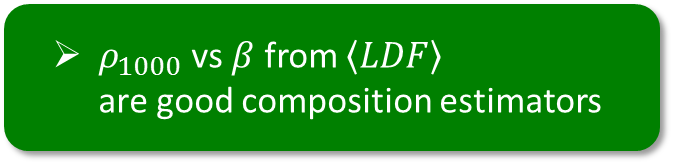 ➢ 𝜌₁₀₀₀ vs 𝛽 from ⟨𝐿𝐷𝐹⟩
are good composition estimators